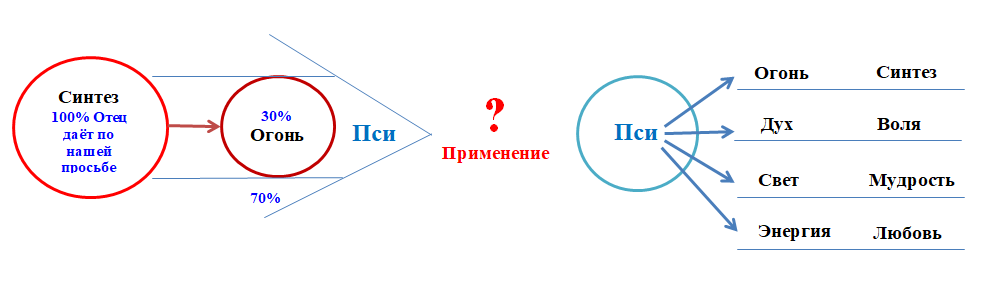 Синтез
100% Отец
даёт по
нашей
просьбе
30%
Огонь
Пси
70%
?
Применение
Пси
Огонь Синтез
Дух Воля
Свет Мудрость
Энергия Любовь